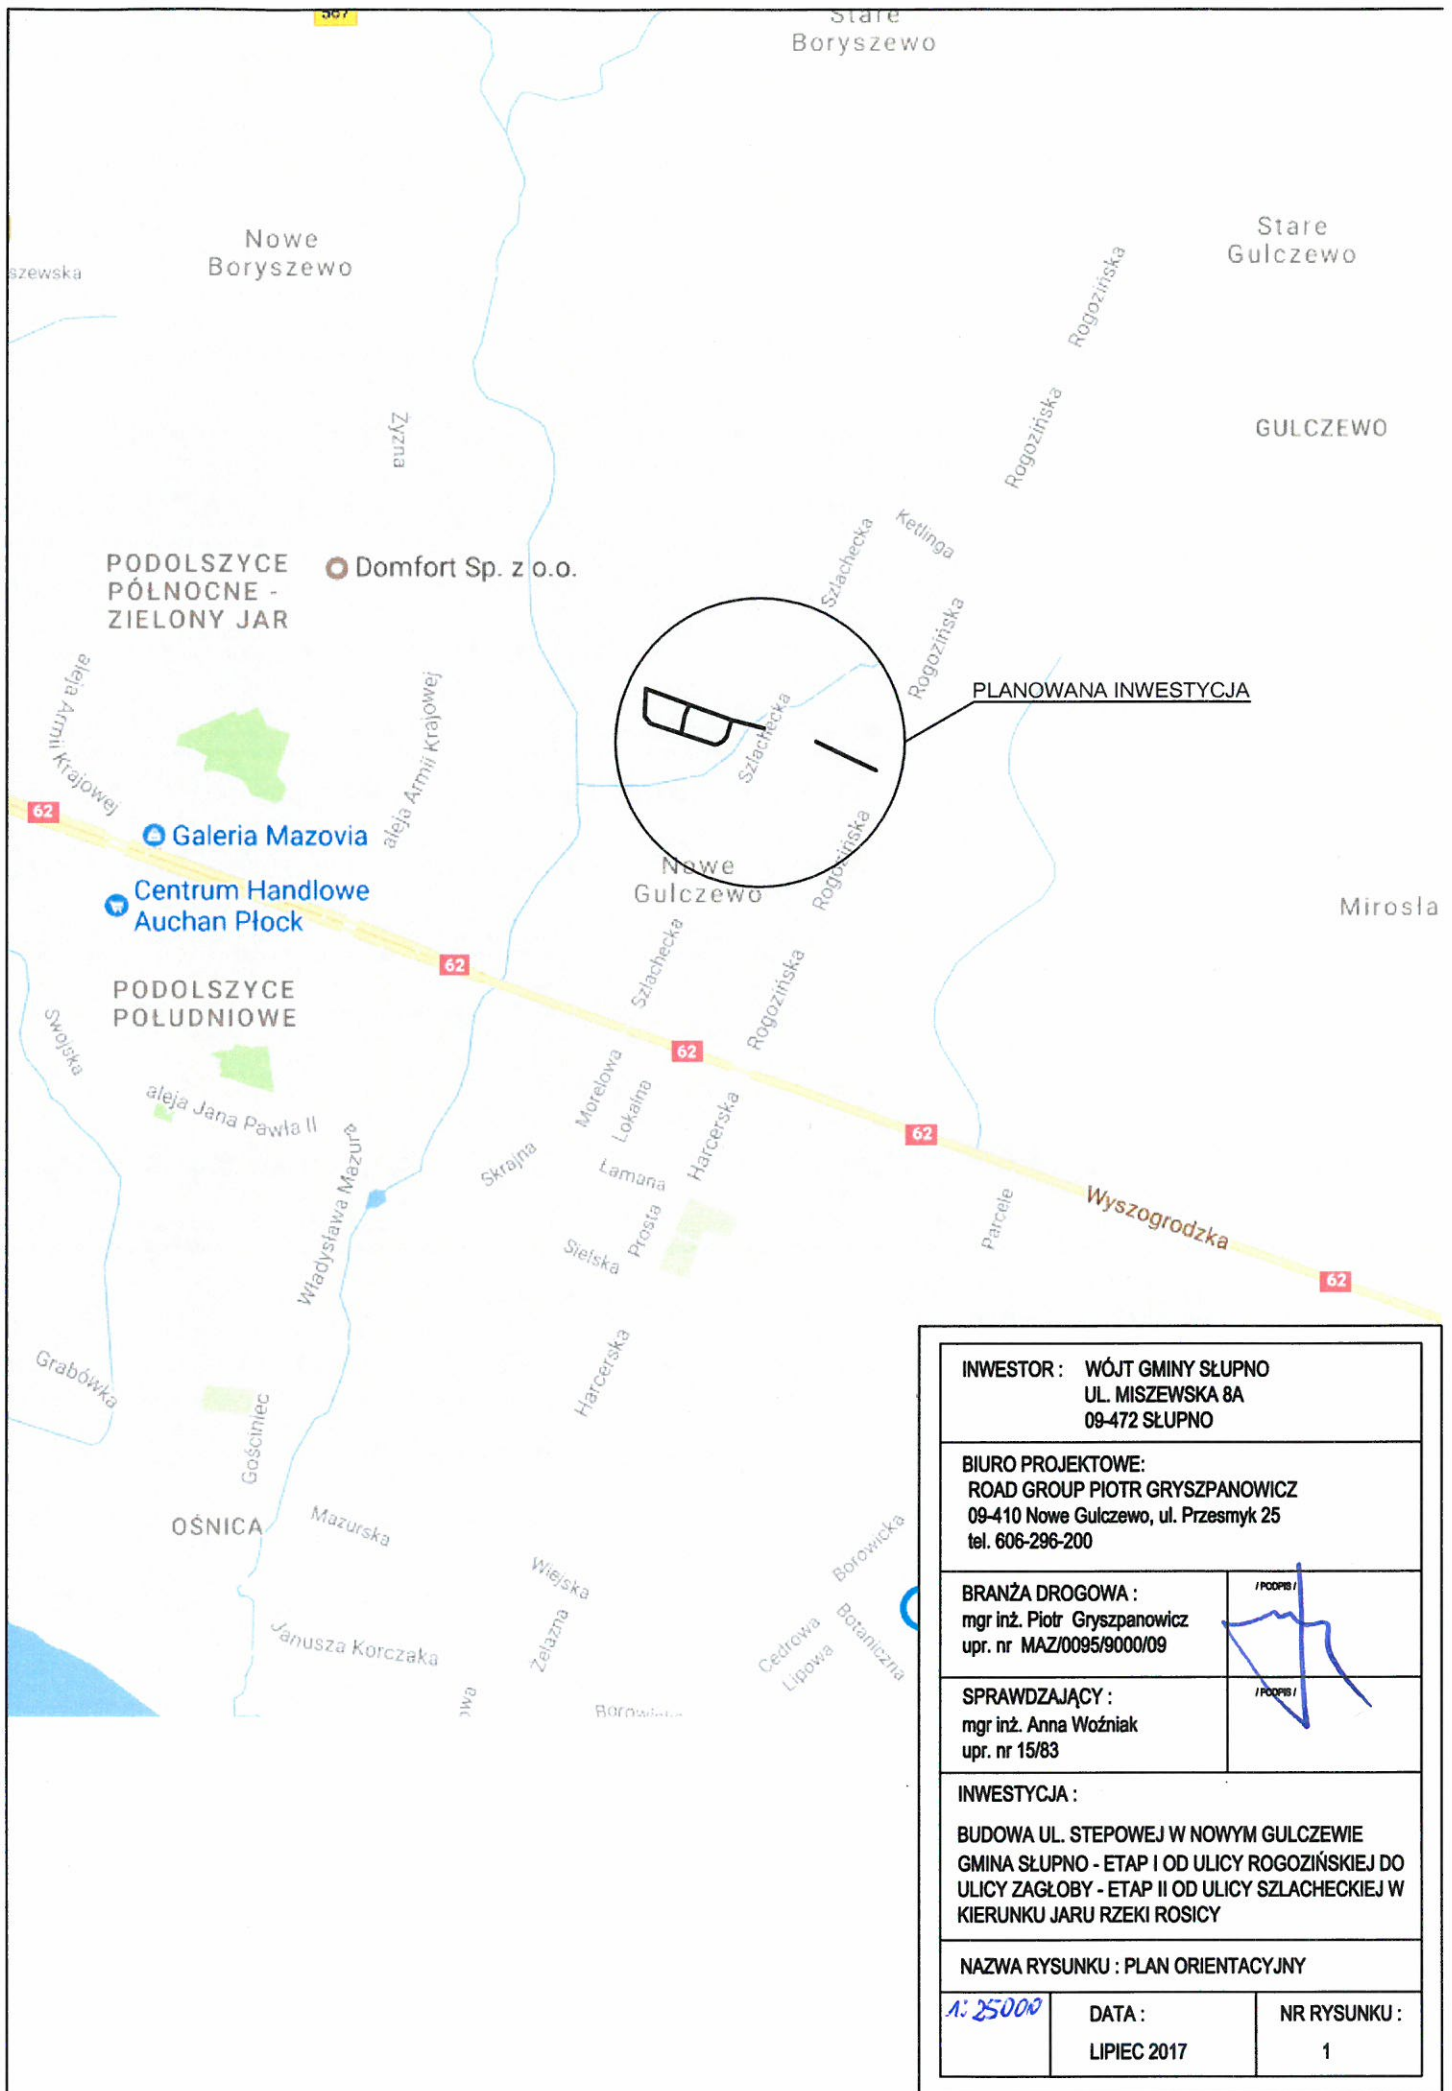 567
Stare
Boryszewo
Nowe
Boryszewo
szewska
Stare
Gulczewo
Rogozińska
Rogozińska
GULCZEWO
Żyzna
Ketlinga
Szlachecka
PODOLSZYCE
PÓŁNOCNE -
ZIELONY JAR
Domfort Sp. z o.o.
Rogozińska
PLANOWANA INWESTYCJA
aleja Armii Krajowej
aleja Armii Krajowej
Szlachecka
62
Galeria Mazovia
Centrum Handlowe
Auchan Płock
Nowe
Gulczewo
Rogozińska
Mirosła
62
Szlachecka
Rogozińska
PODOLSZYCE
POŁUDNIOWE
Swojska
62
aleja Jana Pawła II
Morelowa
Lokalna
Harcerska
62
Władysława Mazura
Skrajna
Łamana
Prosta
Sielska
Parcele
Wyszogrodzka
62
Grabówka
Harcerska
Gościniec
OŚNICA
Mazurska
Wiejska
Żelazna
Janusza Korczaka
owa
Borowicka
Borowicka
Cedrowa
Lipowa
Botaniczna
INWESTOR : WÓJT GMINY SŁUPNO
UL. MISZEWSKA 8A
09-472 SŁUPNO
BIURO PROJEKTOWE:
ROAD GROUP PIOTR GRYSZPANOWICZ
09-410 Nowe Gulczewo, ul. Przesmyk 25
tel. 606-296-200
BRANŻA DROGOWA :
mgr inż. Piotr Gryszpanowicz
upr. nr MAZ/0095/9000/09
/ PODPIS /
SPRAWDZAJĄCY :
mgr inż. Anna Woźniak
upr. nr 15/83
/ PODPIS /
INWESTYCJA :
BUDOWA UL. STEPOWEJ W NOWYM GULCZEWIE
GMINA SŁUPNO - ETAP I OD ULICY ROGOZIŃSKIEJ DO
ULICY ZAGŁOBY - ETAP II OD ULICY SZLACHECKIEJ W
KIERUNKU JARU RZEKI ROSICY
NAZWA RYSUNKU : PLAN ORIENTACYJNY
1:25000
DATA :
LIPIEC 2017
NR RYSUNKU :
1